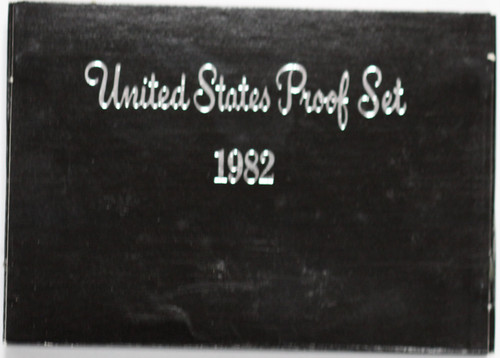 United States Proof Set
1982